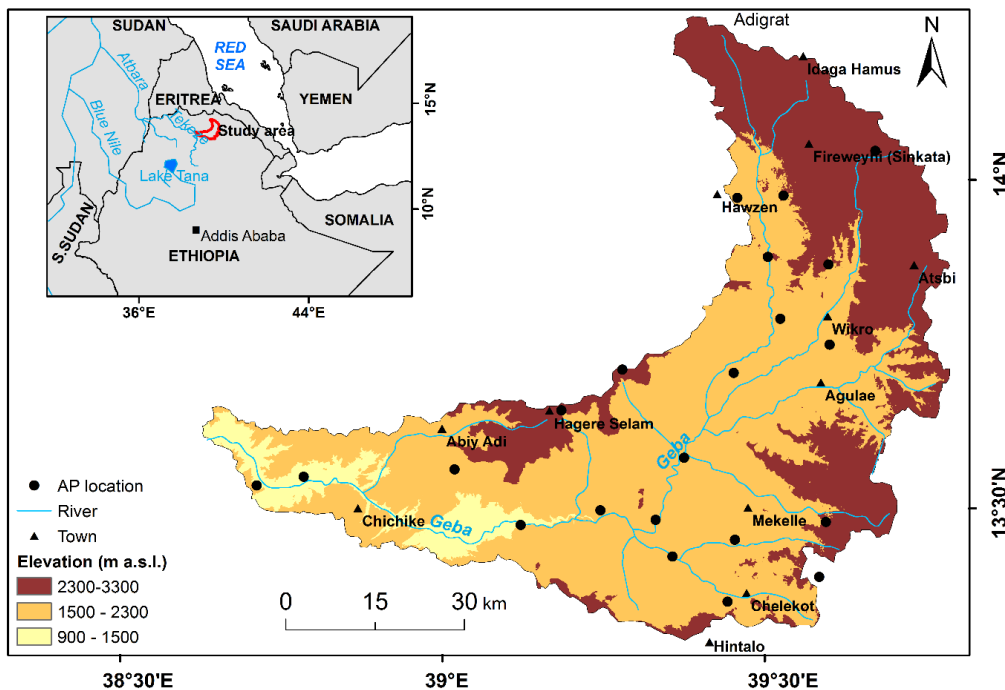 SUDAN
SAUDI ARABIA
RED
SEA
Atbara
ERITREA
YEMEN
15°N
Tekeze
Study area
Blue Nile
Lake Tana
10°N
SOMALIA
S.SUDAN
Addis Ababa
ETHIOPIA
36°E
44°E
Adigrat
N
Idaga Hamus
Fireweyni (Sinkata)
14°N
Hawzen
Atsbi
Wikro
Agulae
Hagere Selam
Abiy Adi
Geba
AP location
River
Town
Chichike
Geba
Mekelle
13°30'N
Elevation (m a.s.l.)
2300-3300
1500 - 2300
900 - 1500
0 15 30 km
Chelekot
Hintalo
38°30'E
39°E
39°30'E